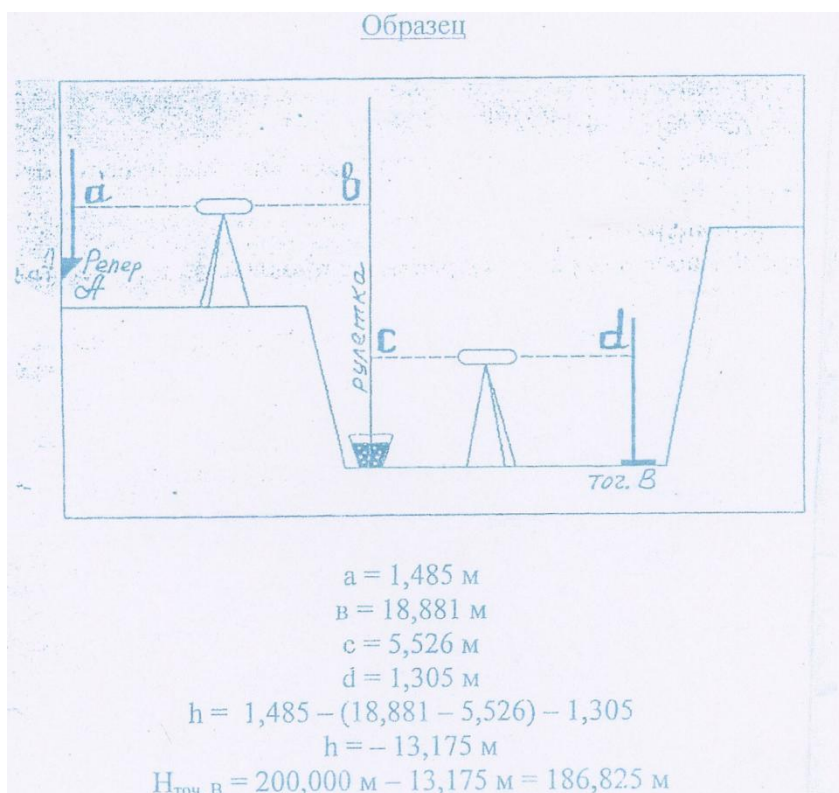 Образец
a
в
Репер
A
рулетка
c
d
тоč. В
a = 1,485 м
в = 18,881 м
с = 5,526 м
d = 1,305 м
h = 1,485 – (18,881 – 5,526) – 1,305
h = – 13,175 м
Hточ. В = 200,000 м – 13,175 м = 186,825 м